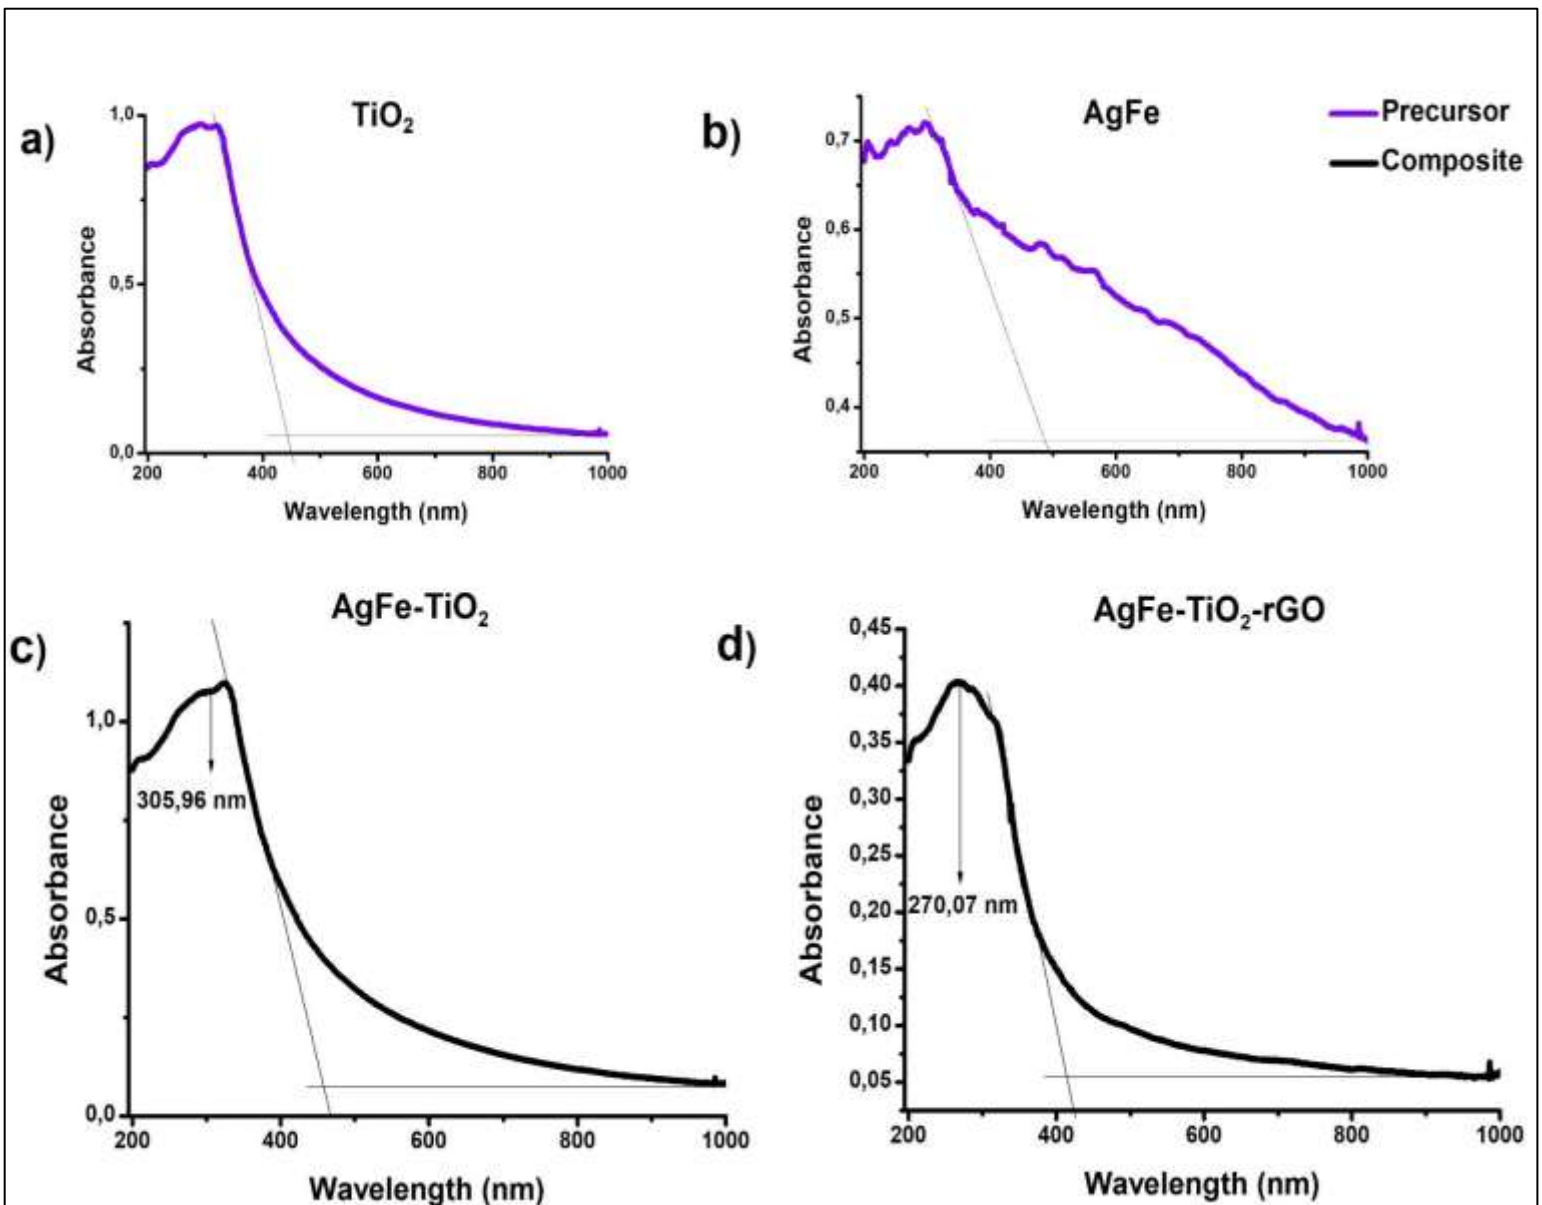 a)
TiO₂
Absorbance
1,0
0,5
0,0
200 400 600 800 1000
Wavelength (nm)
b)
AgFe
Absorbance
0,7
0,6
0,5
0,4
200 400 600 800 1000
Wavelength (nm)
Precursor
Composite
c)
AgFe-TiO₂
Absorbance
1,0
0,5
0,0
305,96 nm
200 400 600 800 1000
Wavelength (nm)
d)
AgFe-TiO₂-rGO
Absorbance
0,45
0,40
0,35
0,30
0,25
0,20
0,15
0,10
0,05
270,07 nm
200 400 600 800 1000
Wavelength (nm)